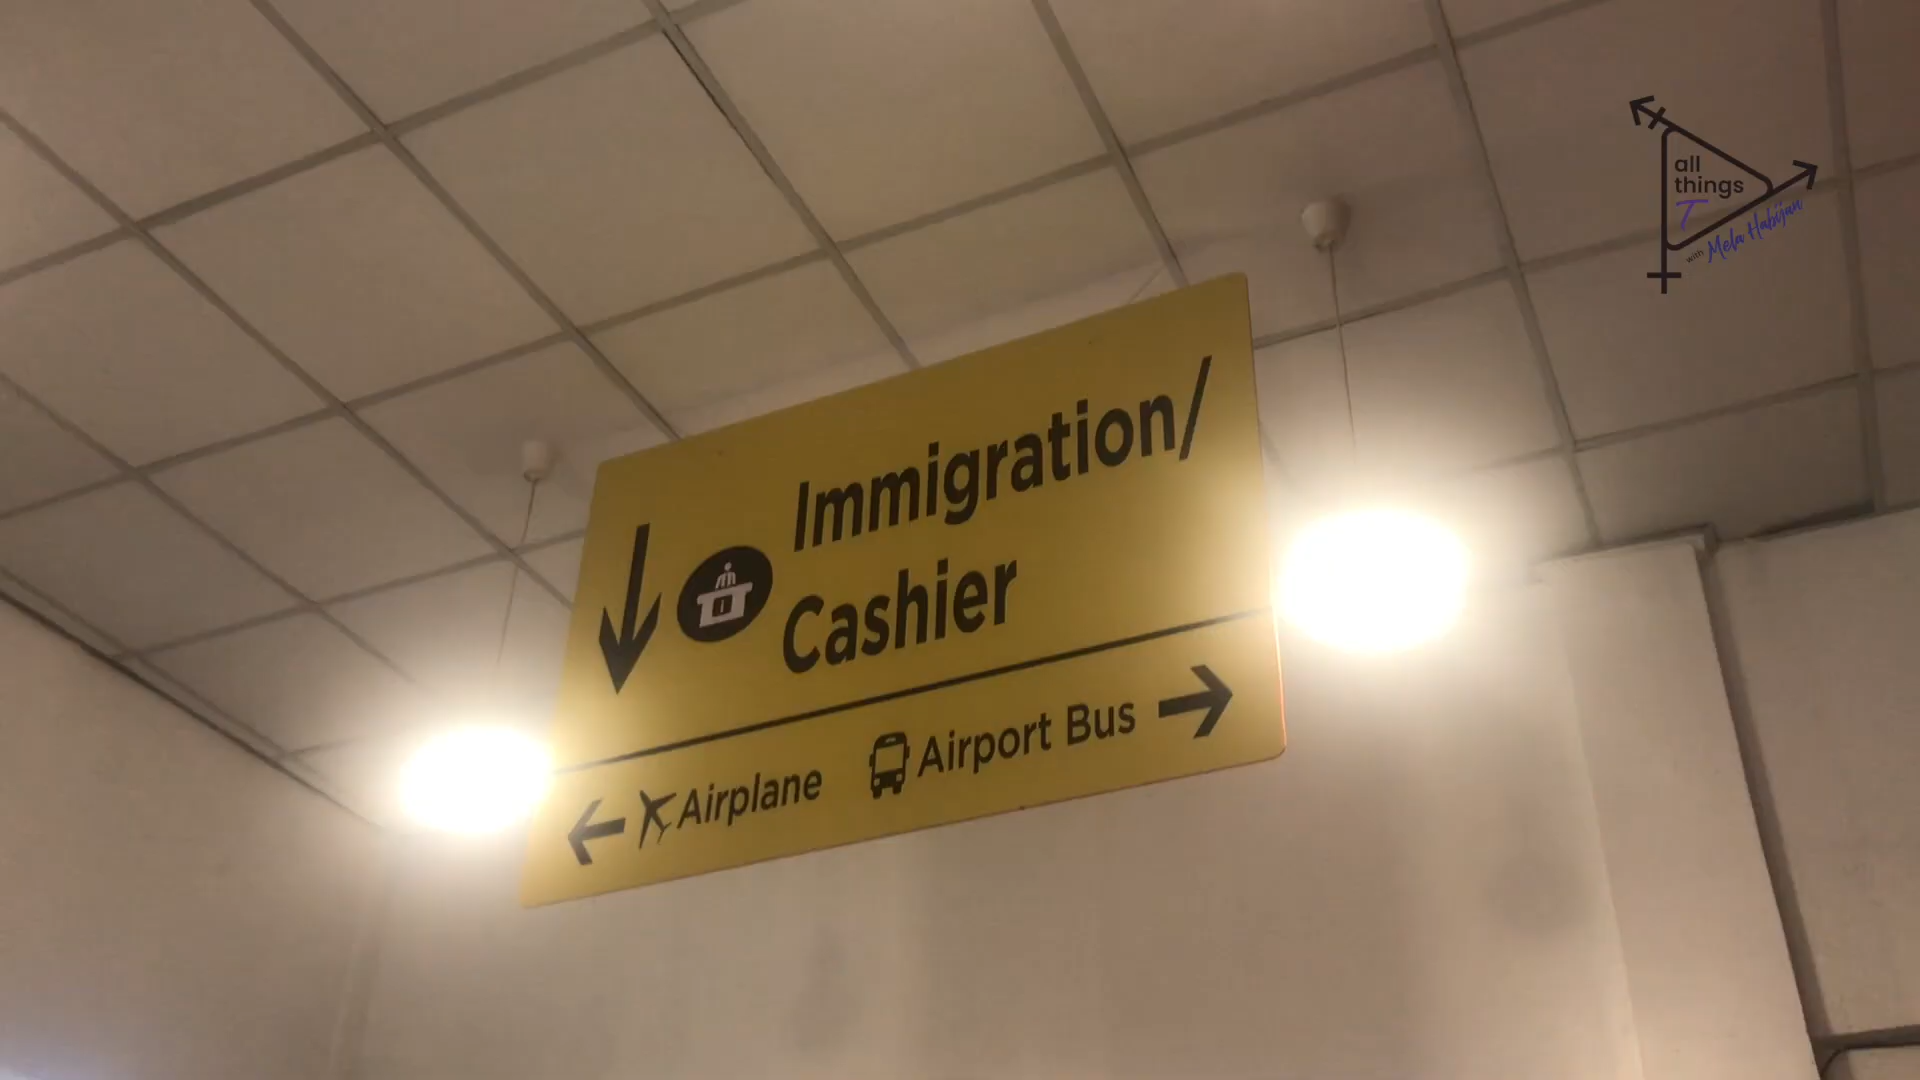 Immigration/
Cashier
Airplane
Airport Bus
all
things
T
with Mela Habijan